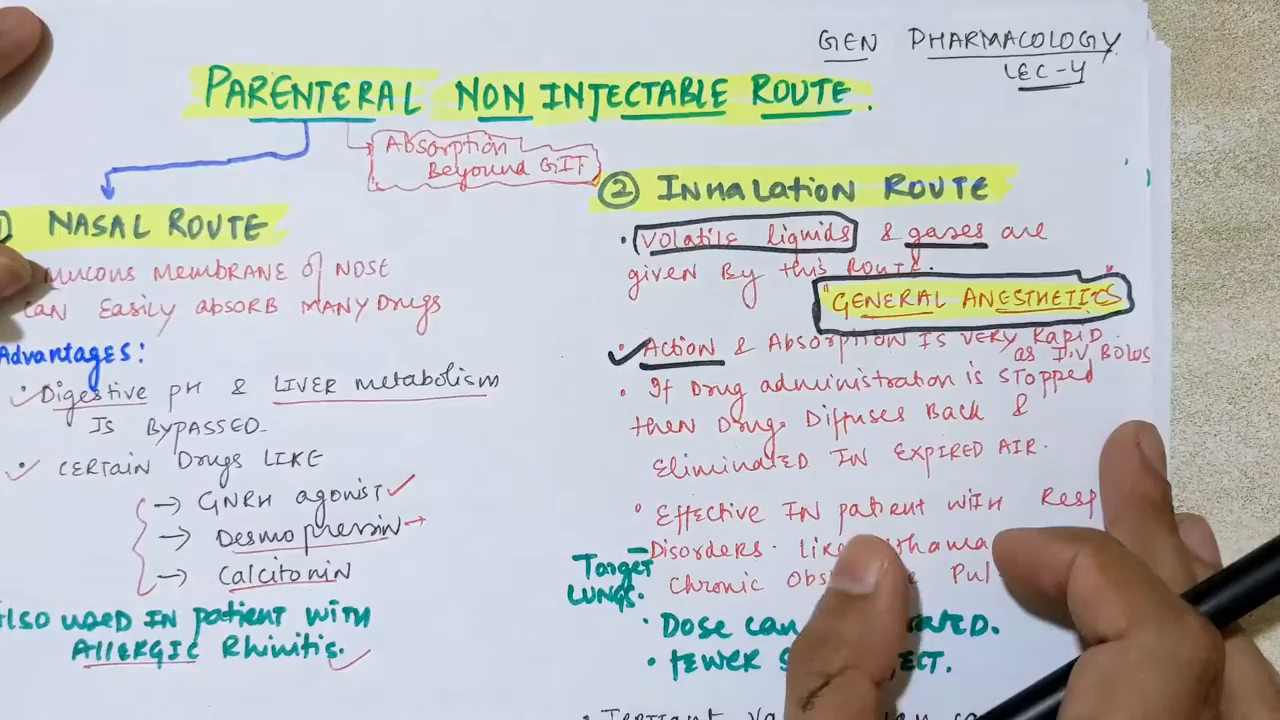 GEN PHARMACOLOGY
LEC-4
PARENTERAL NON INJECTABLE ROUTE.
Absorption
Beyound GIT
NASAL ROUTE
mucous membrane of NOSE
can Easily absorb many Drugs
Advantages:
Digestive pH & LIVER metabolism
Is BYPASSED
CERTAIN Drugs LIKE
→ GNRH agonist
→ Desmopressin
→ Calcitonin
Also used IN patient with
ALLERGIC Rhinitis.
② INHALATION ROUTE
• Volatile liquids & gases are
given By this Route.
"GENERAL ANESTHETICS"
• Action & Absorption Is very Rapid
as I.V BOLUS
• If Drug administration is stopped
then Drug Diffuses Back &
Eliminated IN EXPIRED AIR.
• Effective IN patient with Resp
Disorders. like
Target
LUNGS.
Chronic
• Dose can
• Fewer